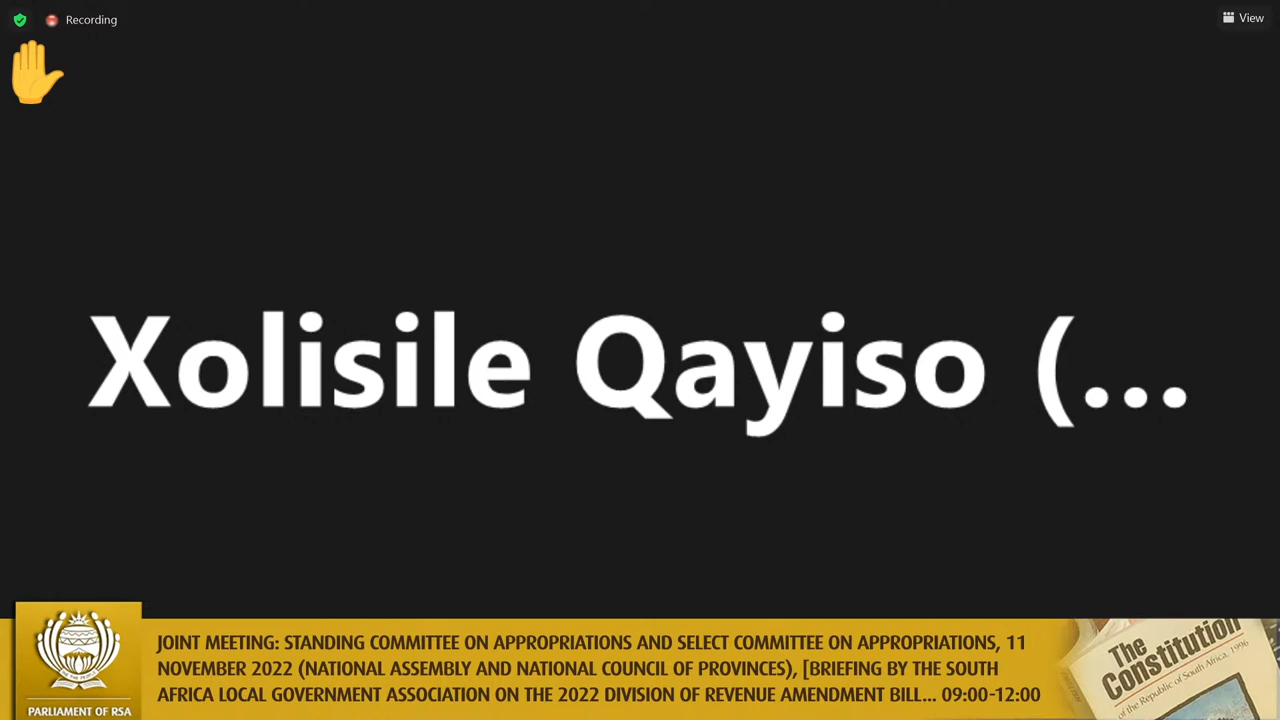 Recording
View
Xolisile Qayiso (...
JOINT MEETING: STANDING COMMITTEE ON APPROPRIATIONS AND SELECT COMMITTEE ON APPROPRIATIONS, 11
NOVEMBER 2022 (NATIONAL ASSEMBLY AND NATIONAL COUNCIL OF PROVINCES), [BRIEFING BY THE SOUTH
AFRICA LOCAL GOVERNMENT ASSOCIATION ON THE 2022 DIVISION OF REVENUE AMENDMENT BILL... 09:00-12:00
PARLIAMENT OF RSA
The
Constitution
of the Republic of South Africa, 1996